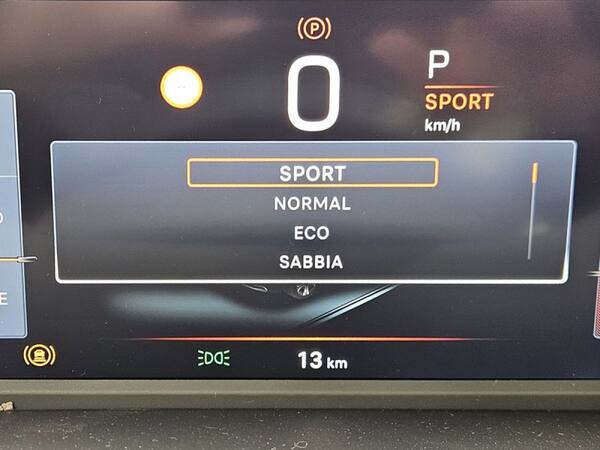 P
0
P
SPORT
km/h
SPORT
NORMAL
ECO
SABBIA
E
13 km